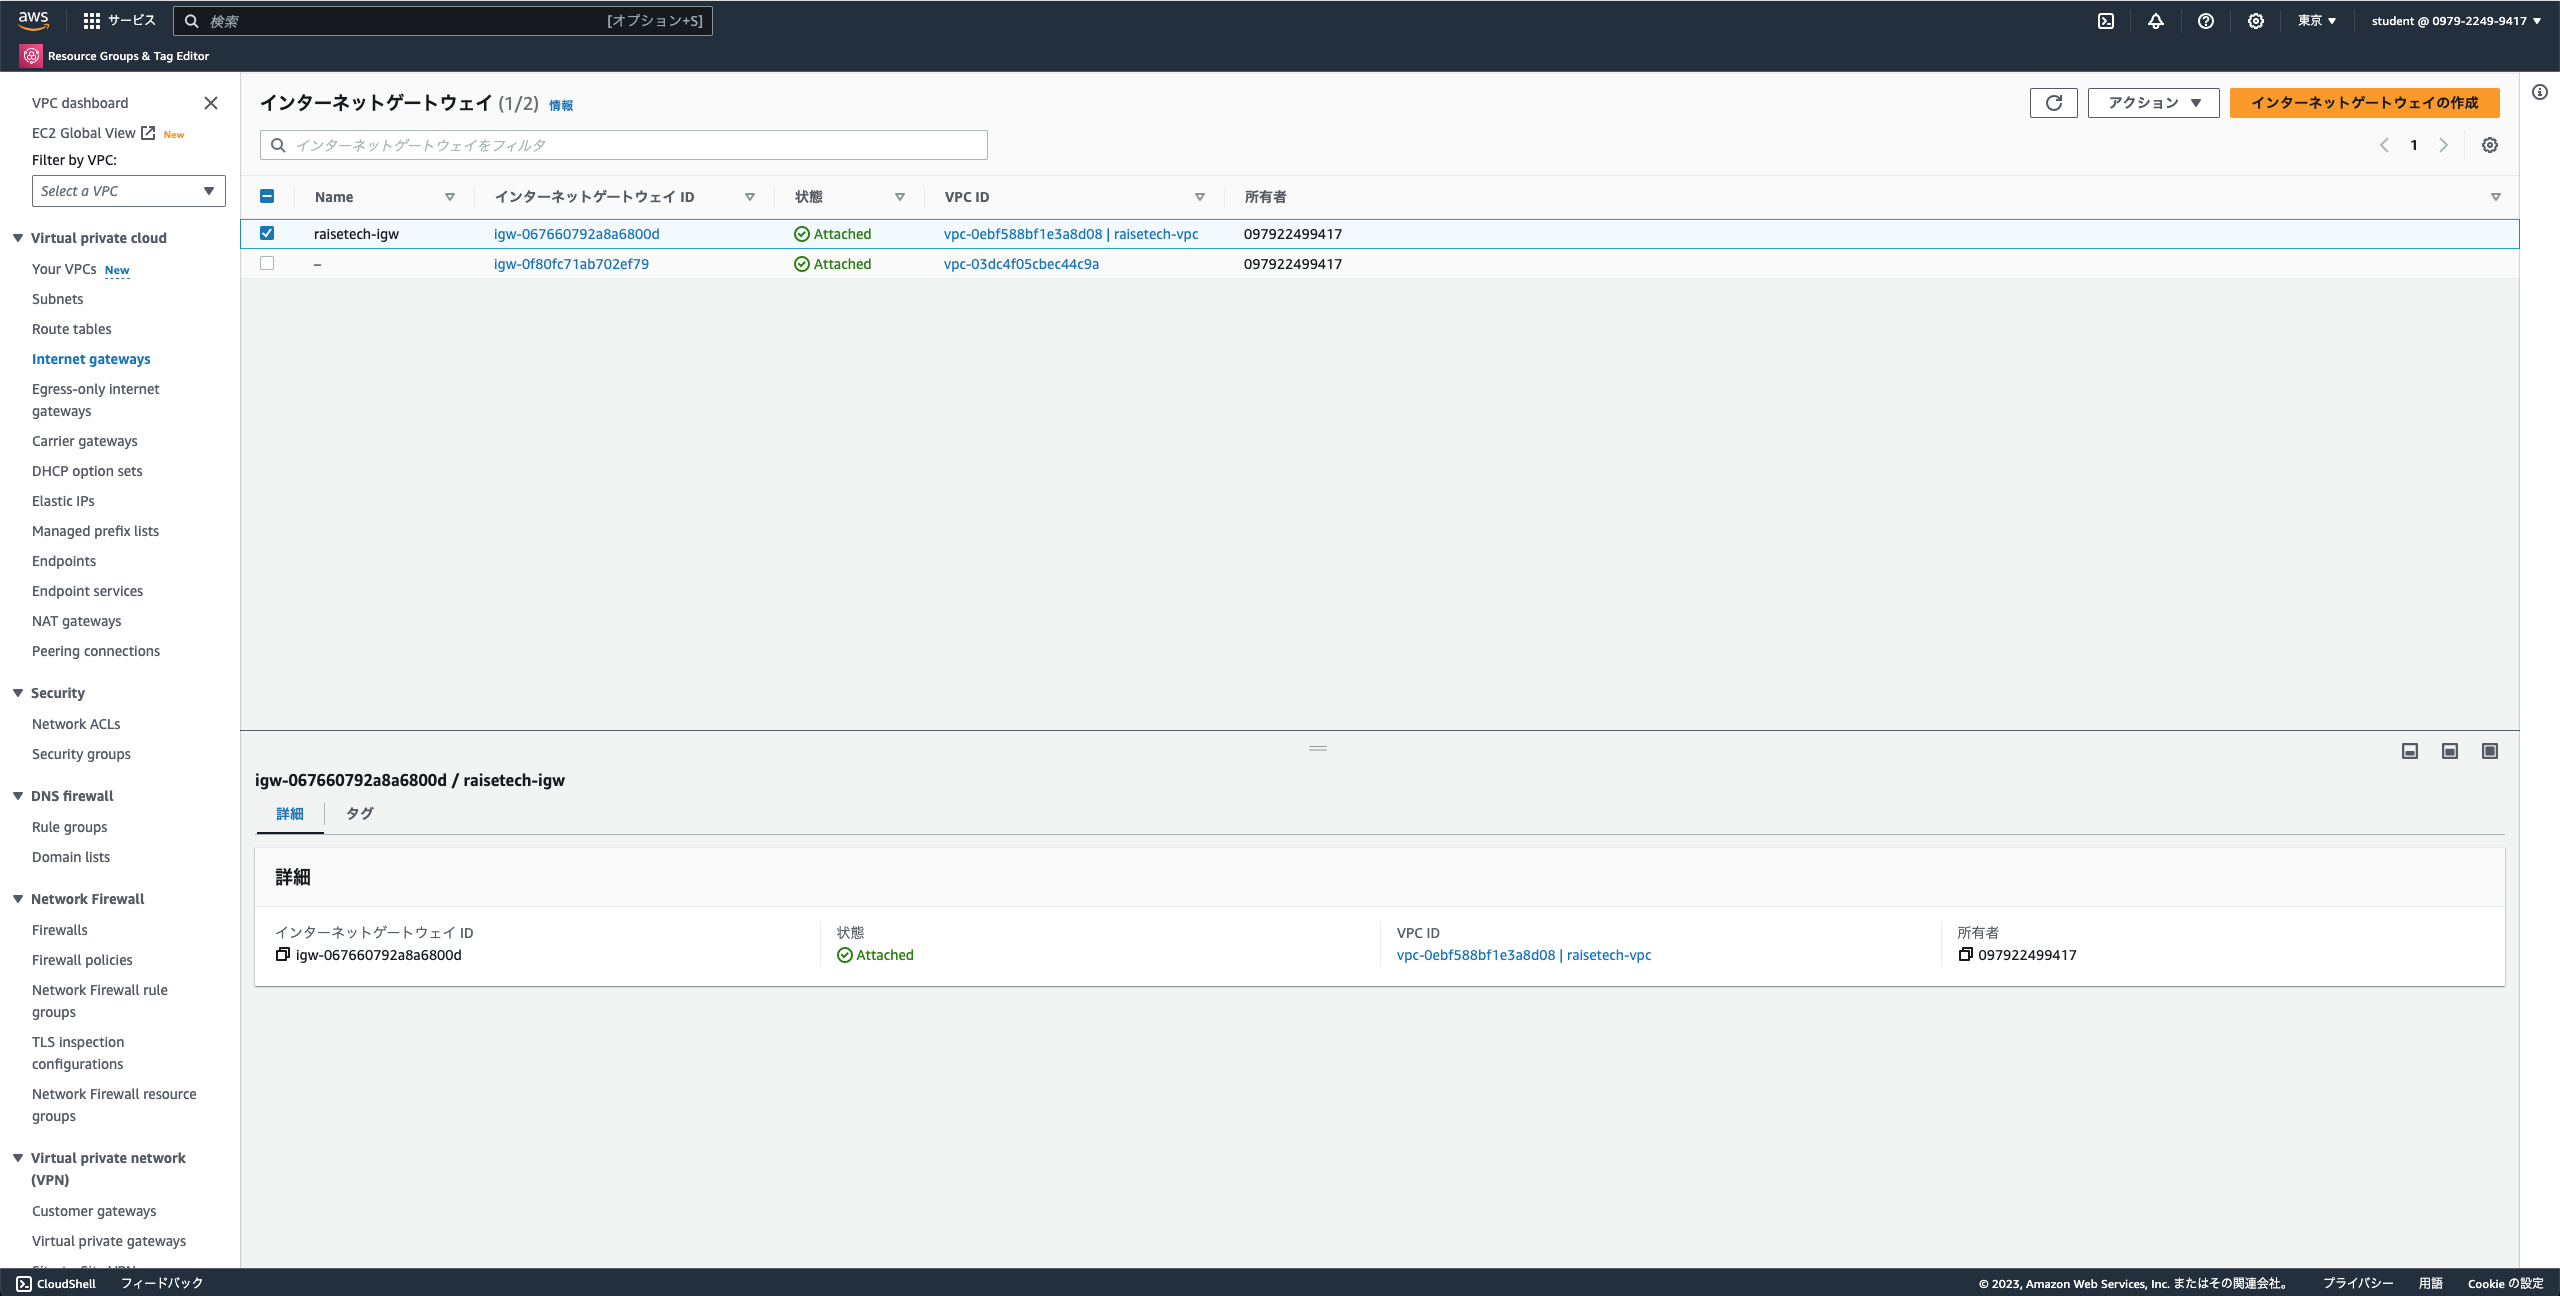 aws
サービス
検索
[オプション+S]
東京
student @ 0979-2249-9417
Resource Groups & Tag Editor
VPC dashboard
EC2 Global View New
Filter by VPC:
Select a VPC
Virtual private cloud
Your VPCs New
Subnets
Route tables
Internet gateways
Egress-only internet
gateways
Carrier gateways
DHCP option sets
Elastic IPs
Managed prefix lists
Endpoints
Endpoint services
NAT gateways
Peering connections
Security
Network ACLs
Security groups
DNS firewall
Rule groups
Domain lists
Network Firewall
Firewalls
Firewall policies
Network Firewall rule
groups
TLS inspection
configurations
Network Firewall resource
groups
Virtual private network
(VPN)
Customer gateways
Virtual private gateways
インターネットゲートウェイ (1/2) 情報
アクション
インターネットゲートウェイの作成
インターネットゲートウェイをフィルタ
1
Name インターネットゲートウェイ ID 状態 VPC ID 所有者
raisetech-igw igw-067660792a8a6800d Attached vpc-0ebf588bf1e3a8d08 | raisetech-vpc 097922499417
– igw-0f80fc71ab702ef79 Attached vpc-03dc4f05cbec44c9a 097922499417
igw-067660792a8a6800d / raisetech-igw
詳細 タグ
詳細
インターネットゲートウェイ ID 状態 VPC ID 所有者
igw-067660792a8a6800d Attached vpc-0ebf588bf1e3a8d08 | raisetech-vpc 097922499417
CloudShell フィードバック
© 2023, Amazon Web Services, Inc. またはその関連会社。 プライバシー 用語 Cookie の設定